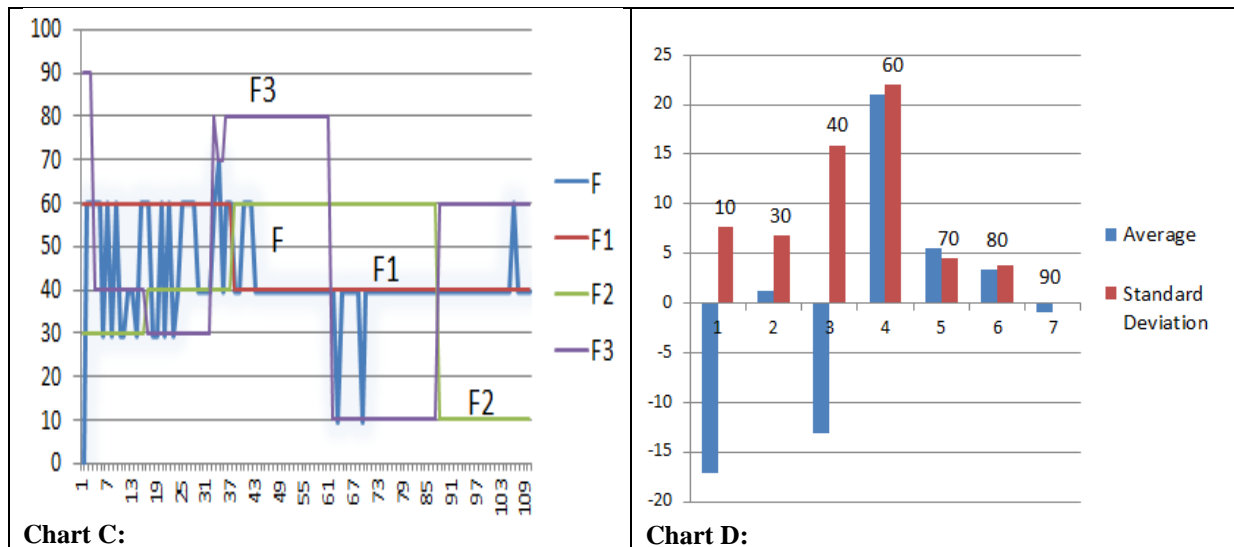 100
90
80
70
60
50
40
30
20
10
0
F3
F
F1
F2
1 7 13 19 25 31 37 43 49 55 61 67 73 79 85 91 97 103 109
F
F1
F2
F3
Chart C:
25
20
15
10
5
0
-5
-10
-15
-20
10
30
40
60
70
80
90
1 2 3 4 5 6 7
Average
Standard
Deviation
Chart D: